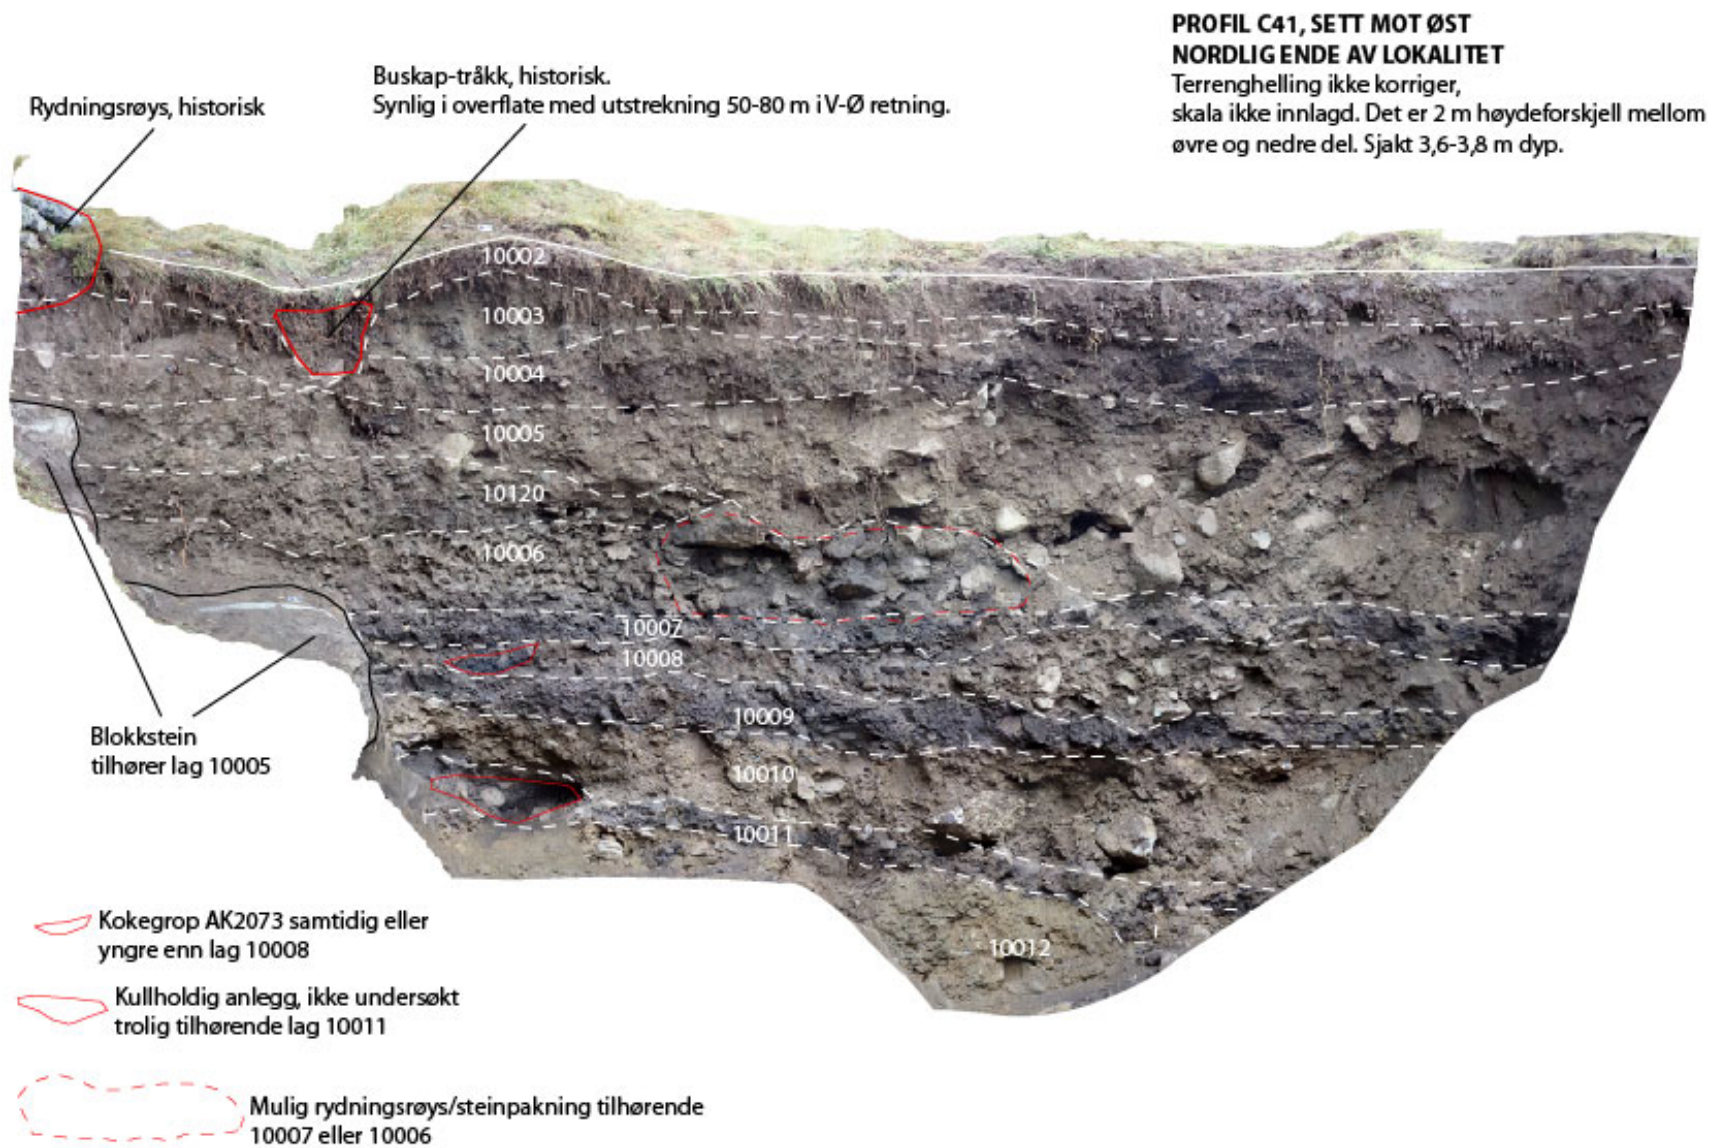 PROFIL C41, SETT MOT ØST
NORDLIG ENDE AV LOKALITET
Terrenghelling ikke korriger,
skala ikke innlagd. Det er 2 m høydeforskjell mellom
øvre og nedre del. Sjakt 3,6-3,8 m dyp.
Buskap-tråkk, historisk.
Synlig i overflate med utstrekning 50-80 m i V-Ø retning.
Rydningsrøys, historisk
10002
10003
10004
10005
10120
10006
10007
10008
10009
10010
10011
10012
Blokkstein
tilhører lag 10005
Kokegrop AK2073 samtidig eller
yngre enn lag 10008
Kullholdig anlegg, ikke undersøkt
trolig tilhørende lag 10011
Mulig rydningsrøys/steinpakning tilhørende
10007 eller 10006